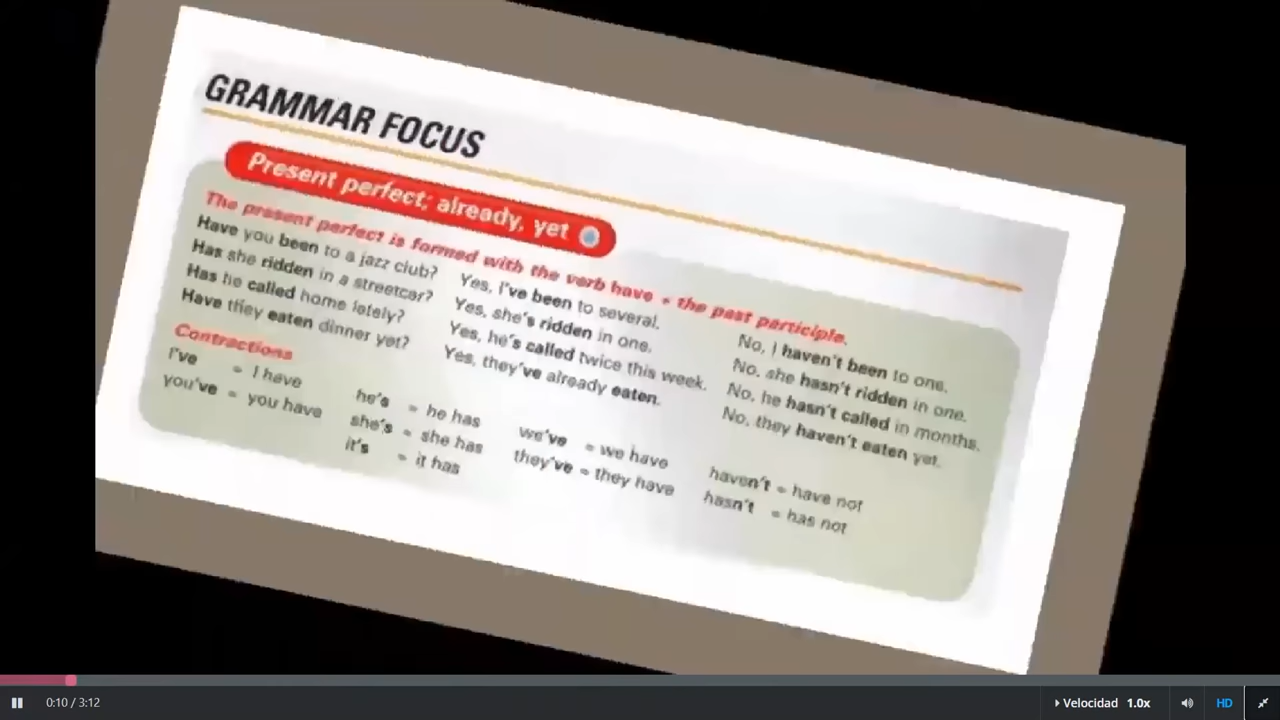 GRAMMAR FOCUS
Present perfect; already, yet
The present perfect is formed with the verb have + the past participle.
Have you been to a jazz club? Yes, I've been to several. No, I haven't been to one.
Has she ridden in a streetcar? Yes, she's ridden in one. No, she hasn't ridden in one.
Has he called home lately? Yes, he's called twice this week. No, he hasn't called in months.
Have they eaten dinner yet? Yes, they've already eaten. No, they haven't eaten yet.
Contractions
I've = I have he's = he has we've = we have haven't = have not
you've = you have she's = she has they've = they have hasn't = has not
it's = it has
0:10 / 3:12 Velocidad 1.0x HD